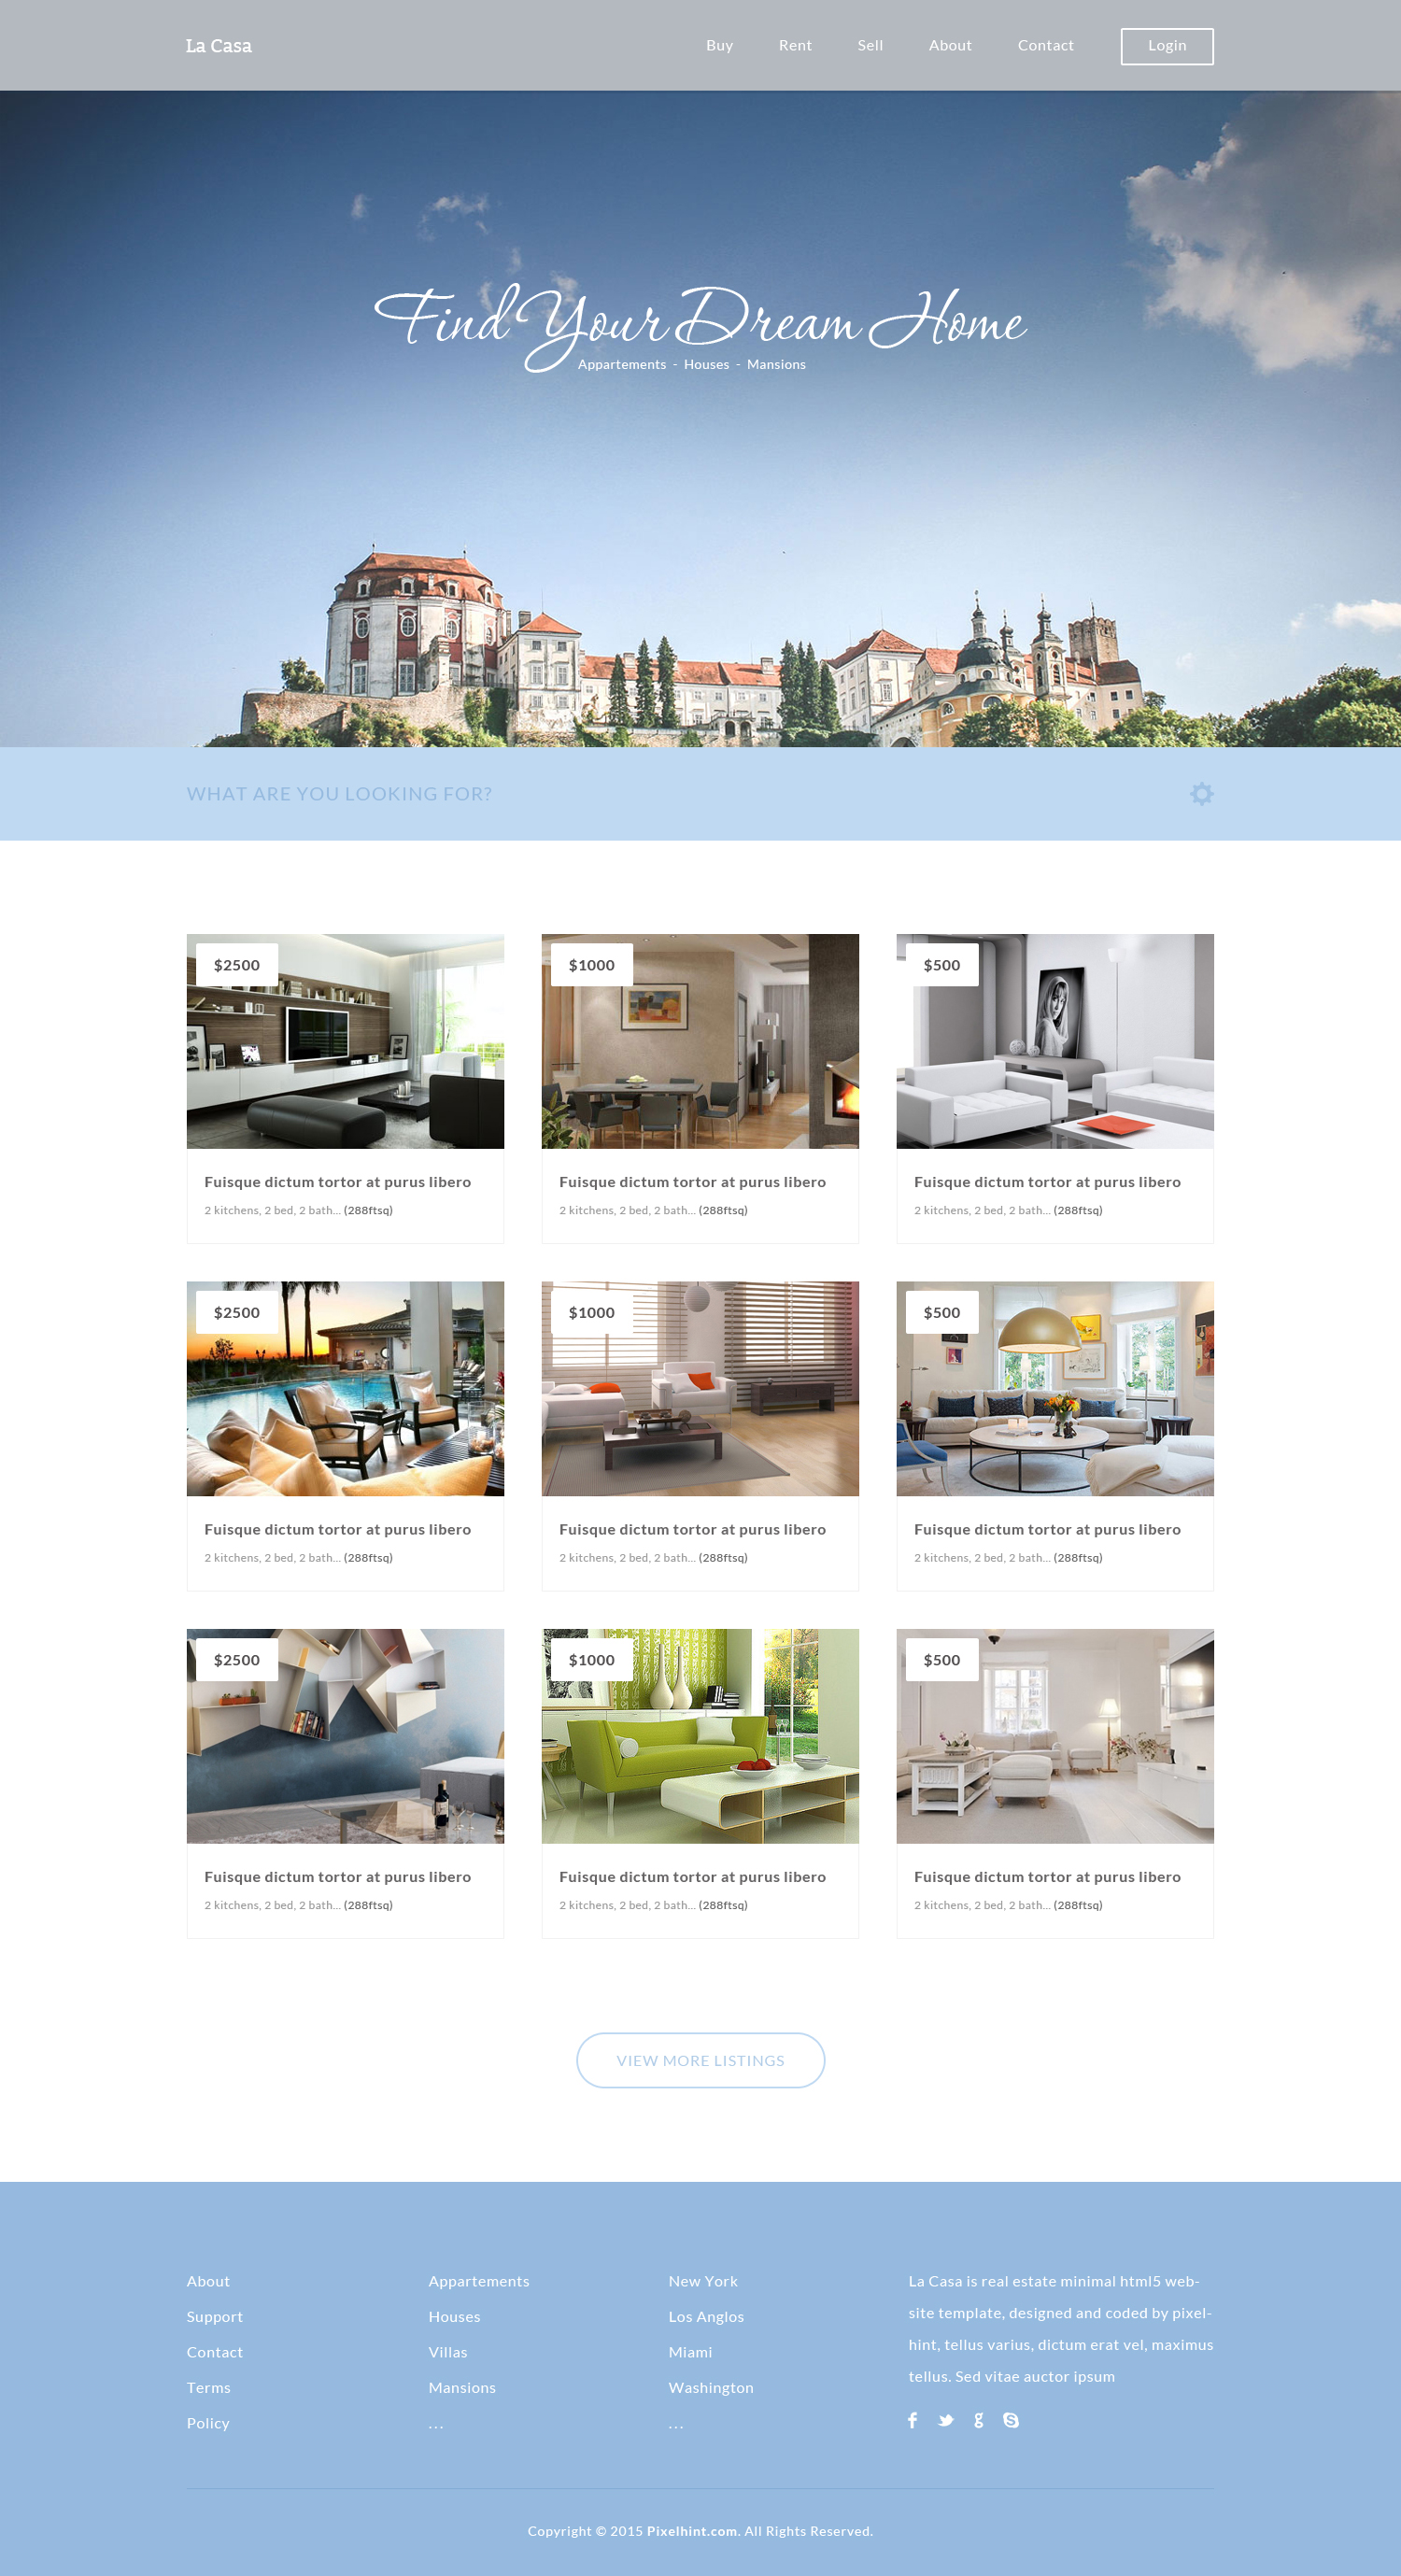 La Casa
Buy Rent Sell About Contact Login
Find Your Dream Home
Appartements - Houses - Mansions
WHAT ARE YOU LOOKING FOR?
$2500
$1000
$500
Fuisque dictum tortor at purus libero
2 kitchens, 2 bed, 2 bath... (288ftsq)
Fuisque dictum tortor at purus libero
2 kitchens, 2 bed, 2 bath... (288ftsq)
Fuisque dictum tortor at purus libero
2 kitchens, 2 bed, 2 bath... (288ftsq)
$2500
$1000
$500
Fuisque dictum tortor at purus libero
2 kitchens, 2 bed, 2 bath... (288ftsq)
Fuisque dictum tortor at purus libero
2 kitchens, 2 bed, 2 bath... (288ftsq)
Fuisque dictum tortor at purus libero
2 kitchens, 2 bed, 2 bath... (288ftsq)
$2500
$1000
$500
Fuisque dictum tortor at purus libero
2 kitchens, 2 bed, 2 bath... (288ftsq)
Fuisque dictum tortor at purus libero
2 kitchens, 2 bed, 2 bath... (288ftsq)
Fuisque dictum tortor at purus libero
2 kitchens, 2 bed, 2 bath... (288ftsq)
VIEW MORE LISTINGS
About
Support
Contact
Terms
Policy
Appartements
Houses
Villas
Mansions
...
New York
Los Anglos
Miami
Washington
...
La Casa is real estate minimal html5 web-
site template, designed and coded by pixel-
hint, tellus varius, dictum erat vel, maximus
tellus. Sed vitae auctor ipsum
Copyright © 2015 Pixelhint.com. All Rights Reserved.